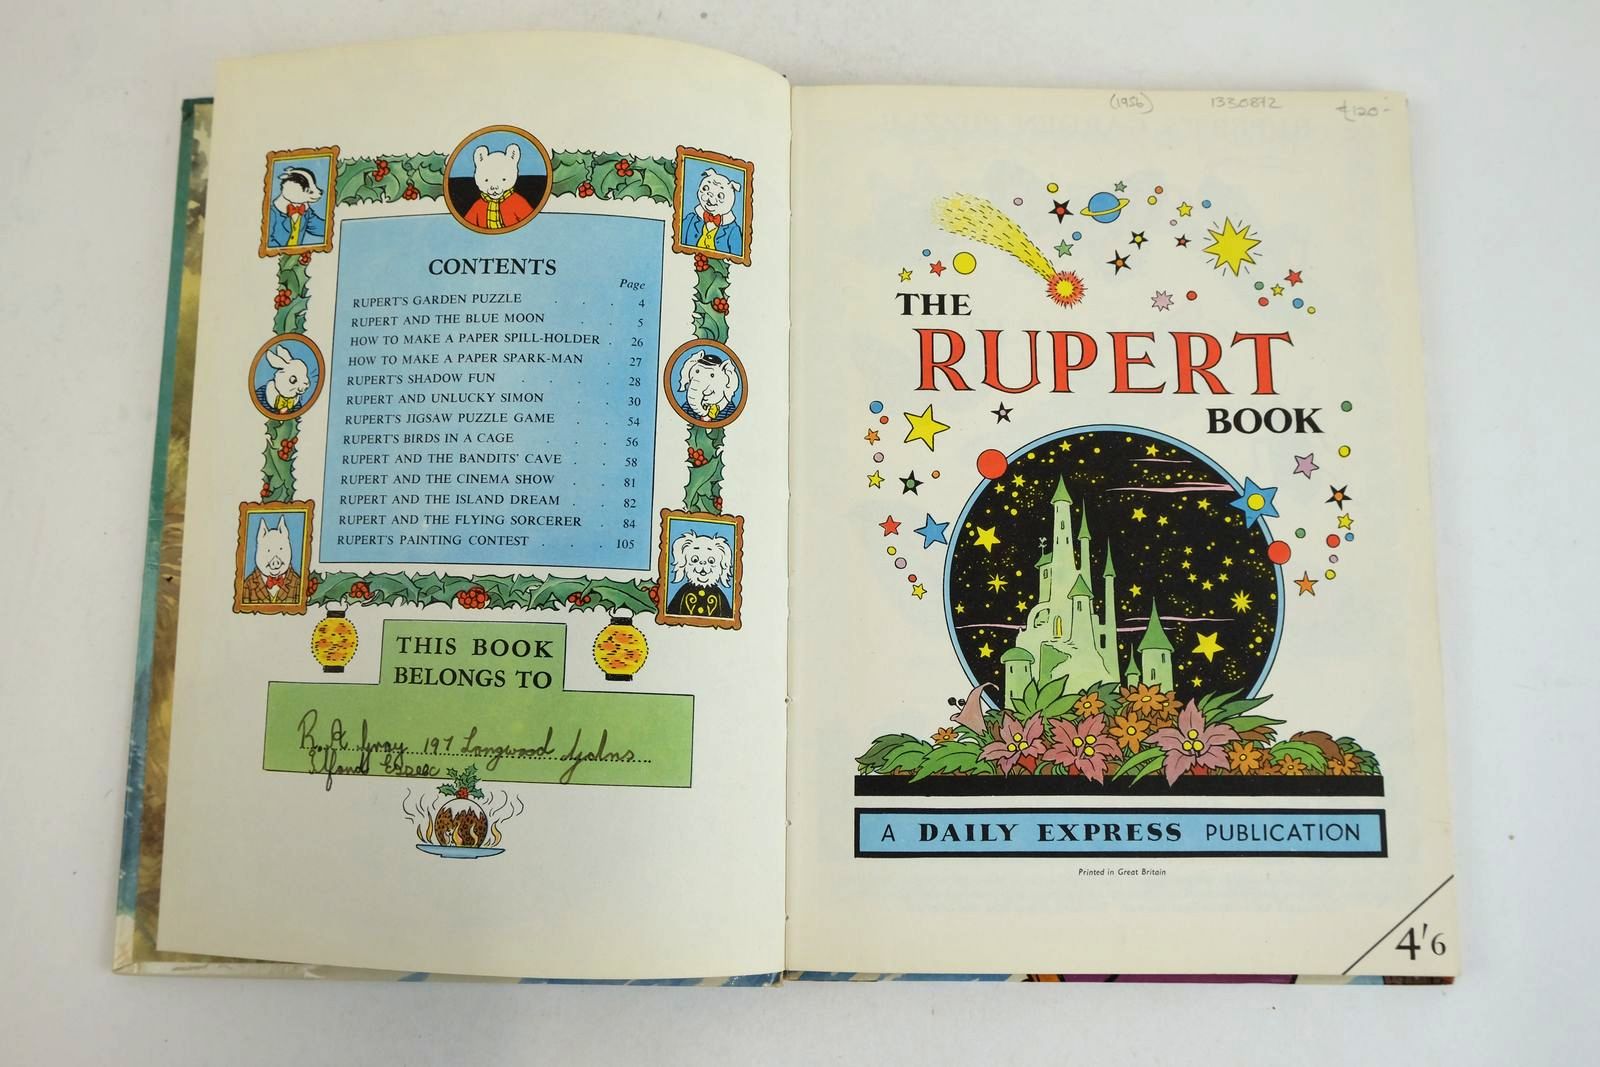 CONTENTS
Page
RUPERT'S GARDEN PUZZLE . . . 4
RUPERT AND THE BLUE MOON . . 5
HOW TO MAKE A PAPER SPILL-HOLDER . 26
HOW TO MAKE A PAPER SPARK-MAN . 27
RUPERT'S SHADOW FUN . . . . 28
RUPERT AND UNLUCKY SIMON . . 30
RUPERT'S JIGSAW PUZZLE GAME . . 54
RUPERT'S BIRDS IN A CAGE . . . 56
RUPERT AND THE BANDITS' CAVE . . 58
RUPERT AND THE CINEMA SHOW . . 81
RUPERT AND THE ISLAND DREAM . . 82
RUPERT AND THE FLYING SORCERER . 84
RUPERT'S PAINTING CONTEST . . . 105
THIS BOOK
BELONGS TO
R. A Gray 197 Longwood Gdns
Ilford Essex
(1956) 1330892 £120-
THE
RUPERT
BOOK
A DAILY EXPRESS PUBLICATION
Printed in Great Britain
4'6